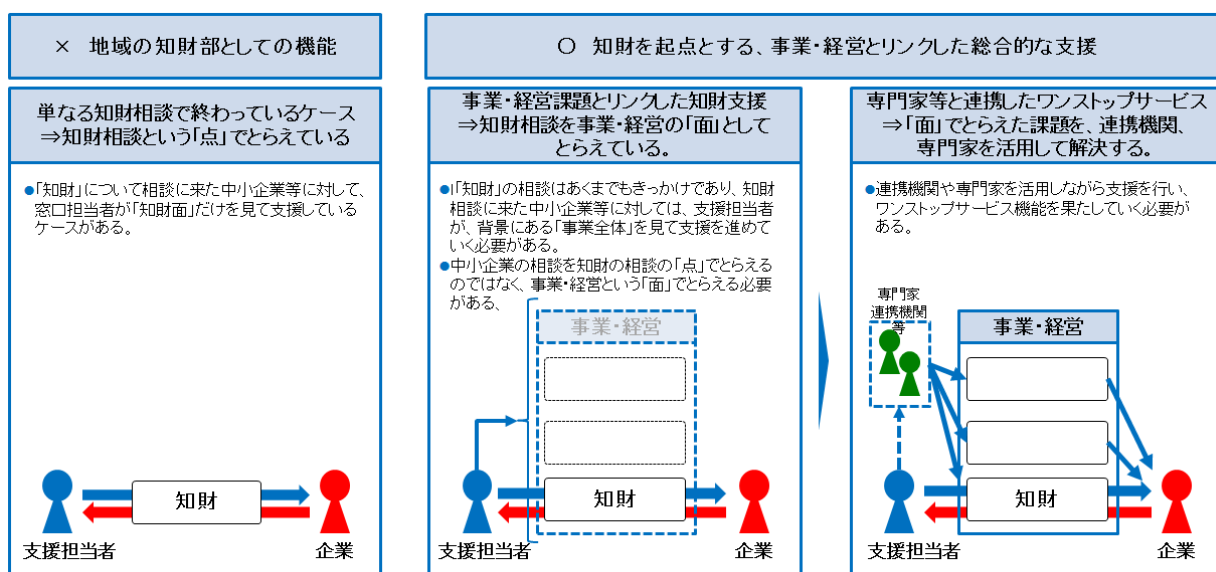 × 地域の知財部としての機能
単なる知財相談で終わっているケース
⇒知財相談という「点」でとらえている
●「知財」について相談に来た中小企業等に対して、
窓口担当者が「知財面」だけを見て支援している
ケースがある。
知財
支援担当者
企業
○ 知財を起点とする、事業・経営とリンクした総合的な支援
事業・経営課題とリンクした知財支援
⇒知財相談を事業・経営の「面」として
とらえている。
●「知財」の相談はあくまでもきっかけであり、知財
相談に来た中小企業等に対しては、支援担当者
が、背景にある「事業全体」を見て支援を進めて
いく必要がある。
●中小企業の相談を知財の相談の「点」でとらえる
のではなく、事業・経営という「面」でとらえる必要
がある、
事業・経営
知財
支援担当者
企業
専門家等と連携したワンストップサービス
⇒「面」でとらえた課題を、連携機関、
専門家を活用して解決する。
●連携機関や専門家を活用しながら支援を行い、
ワンストップサービス機能を果たしていく必要が
ある。
専門家
連携機関
等
事業・経営
知財
支援担当者
企業